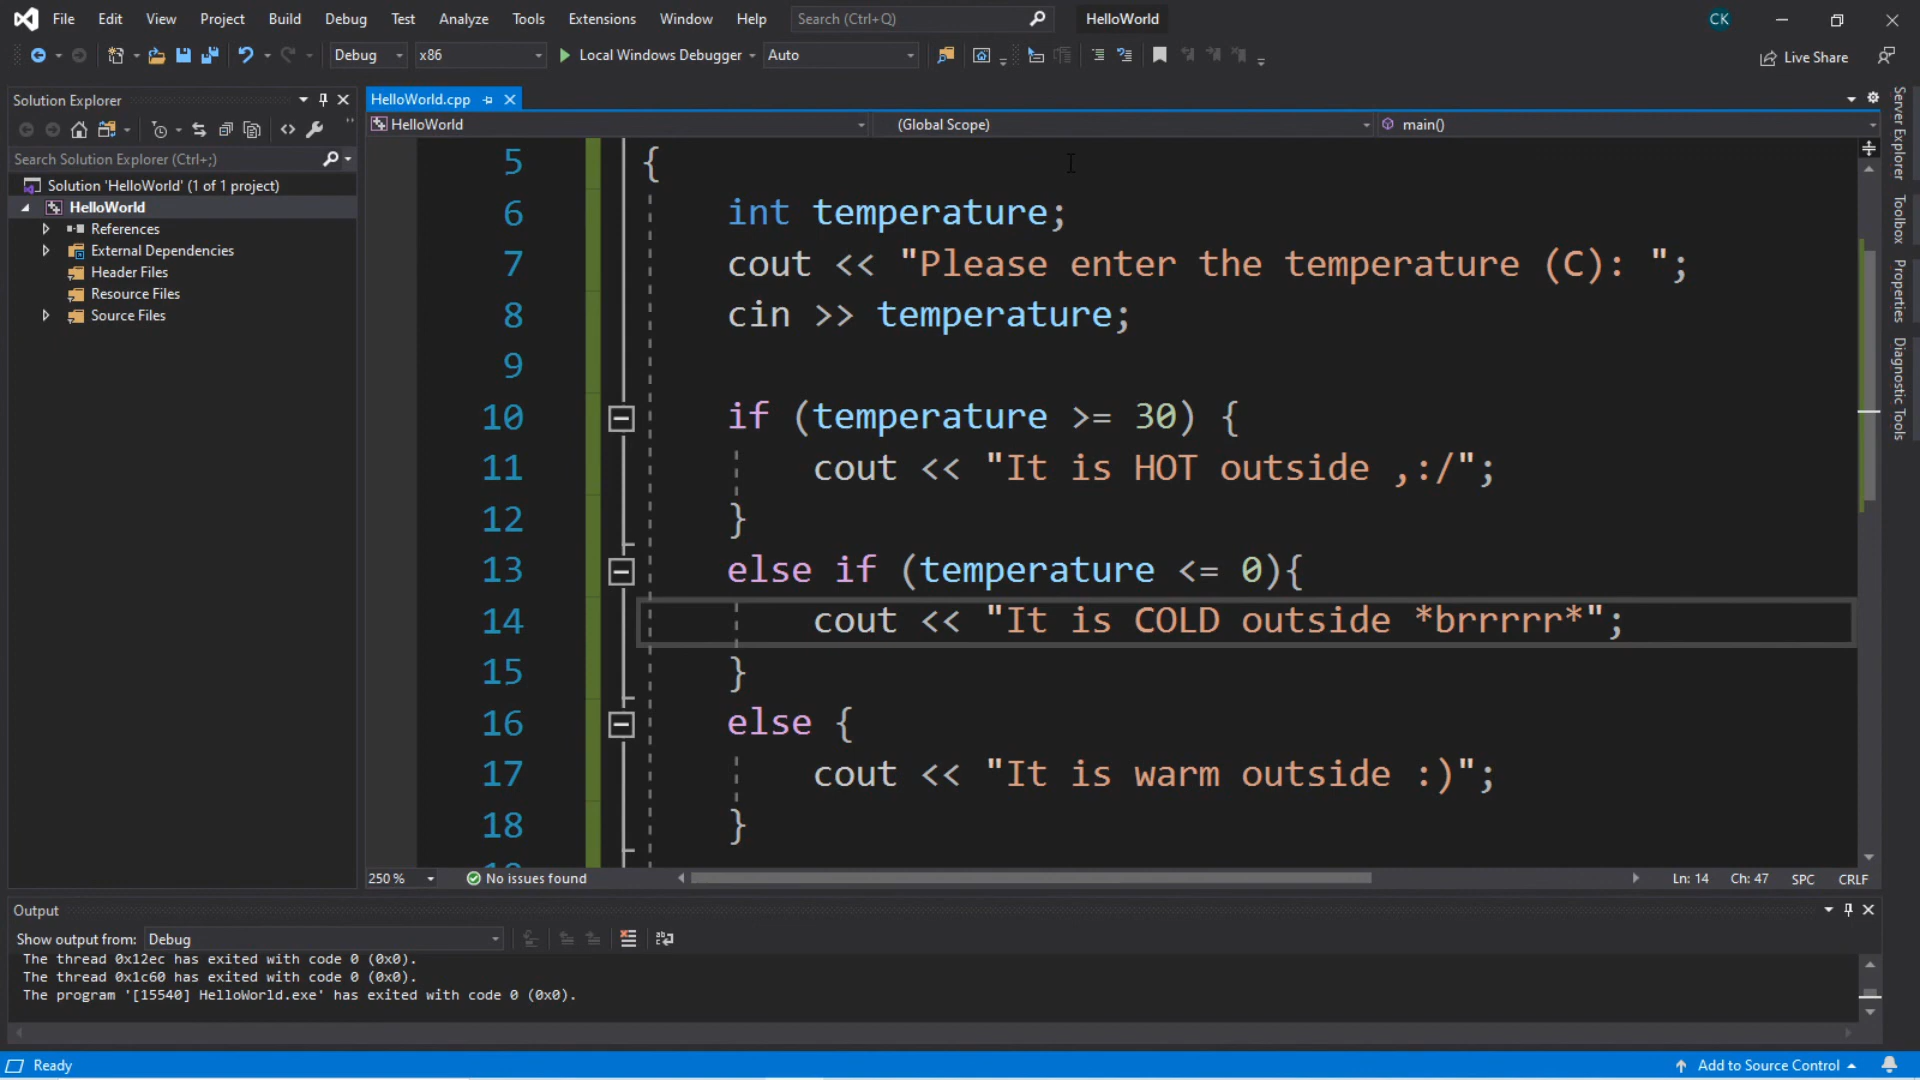 File Edit View Project Build Debug Test Analyze Tools Extensions Window Help Search (Ctrl+Q) HelloWorld CK
Debug x86 Local Windows Debugger Auto Live Share
Solution Explorer
Search Solution Explorer (Ctrl+;)
Solution 'HelloWorld' (1 of 1 project)
HelloWorld
References
External Dependencies
Header Files
Resource Files
Source Files
HelloWorld.cpp
HelloWorld (Global Scope) main()
5 {
6 int temperature;
7 cout << "Please enter the temperature (C): ";
8 cin >> temperature;
9
10 if (temperature >= 30) {
11 cout << "It is HOT outside ,:/";
12 }
13 else if (temperature <= 0){
14 cout << "It is COLD outside *brrrrr*";
15 }
16 else {
17 cout << "It is warm outside :)";
18 }
250 % No issues found Ln: 14 Ch: 47 SPC CRLF
Server Explorer
Toolbox
Properties
Diagnostic Tools
Output
Show output from: Debug
The thread 0x12ec has exited with code 0 (0x0).
The thread 0x1c60 has exited with code 0 (0x0).
The program '[15540] HelloWorld.exe' has exited with code 0 (0x0).
Ready Add to Source Control